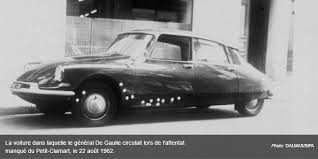 La voiture dans laquelle le général De Gaulle circulait lors de l'attentat
manqué du Petit-Clamart, le 22 août 1962.
Photo : DALMAS/SIPA